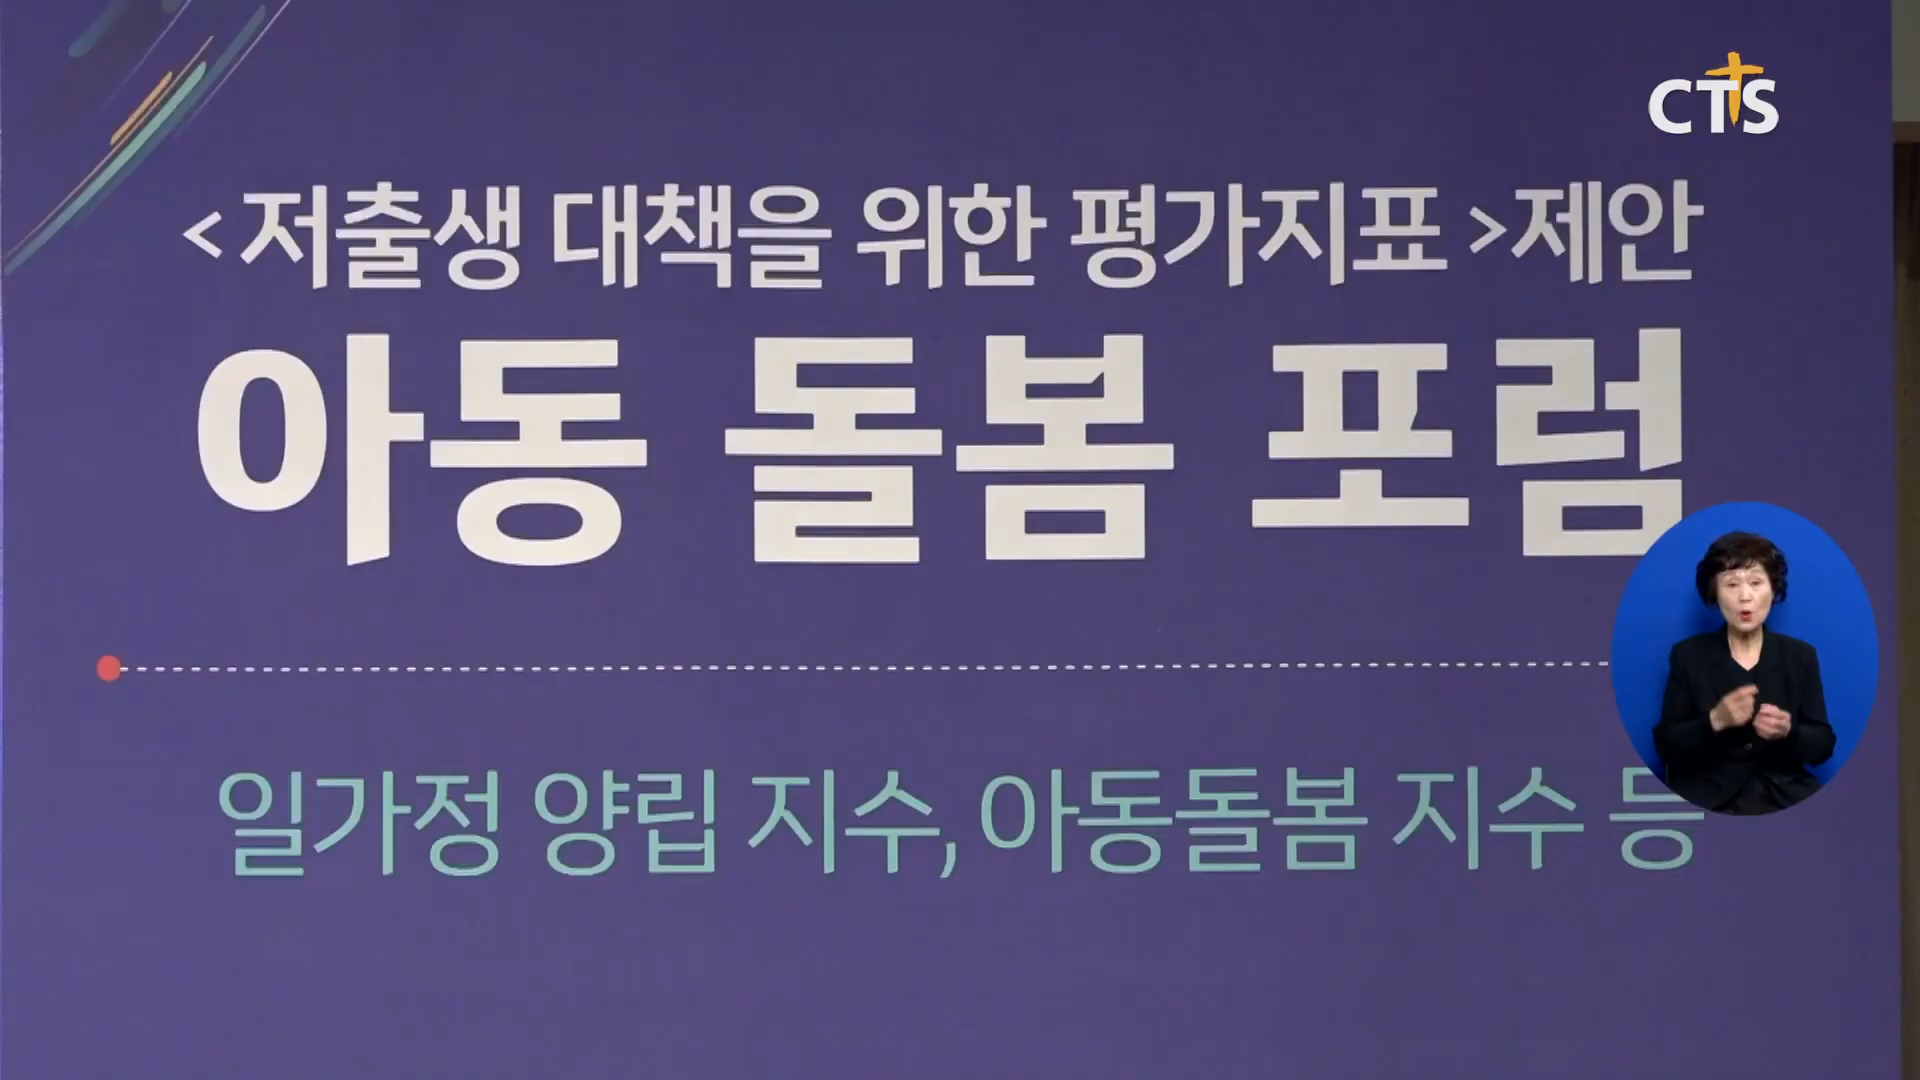 CTS
<저출생 대책을 위한 평가지표>제안
아동 돌봄 포럼
일가정 양립 지수, 아동돌봄 지수 등